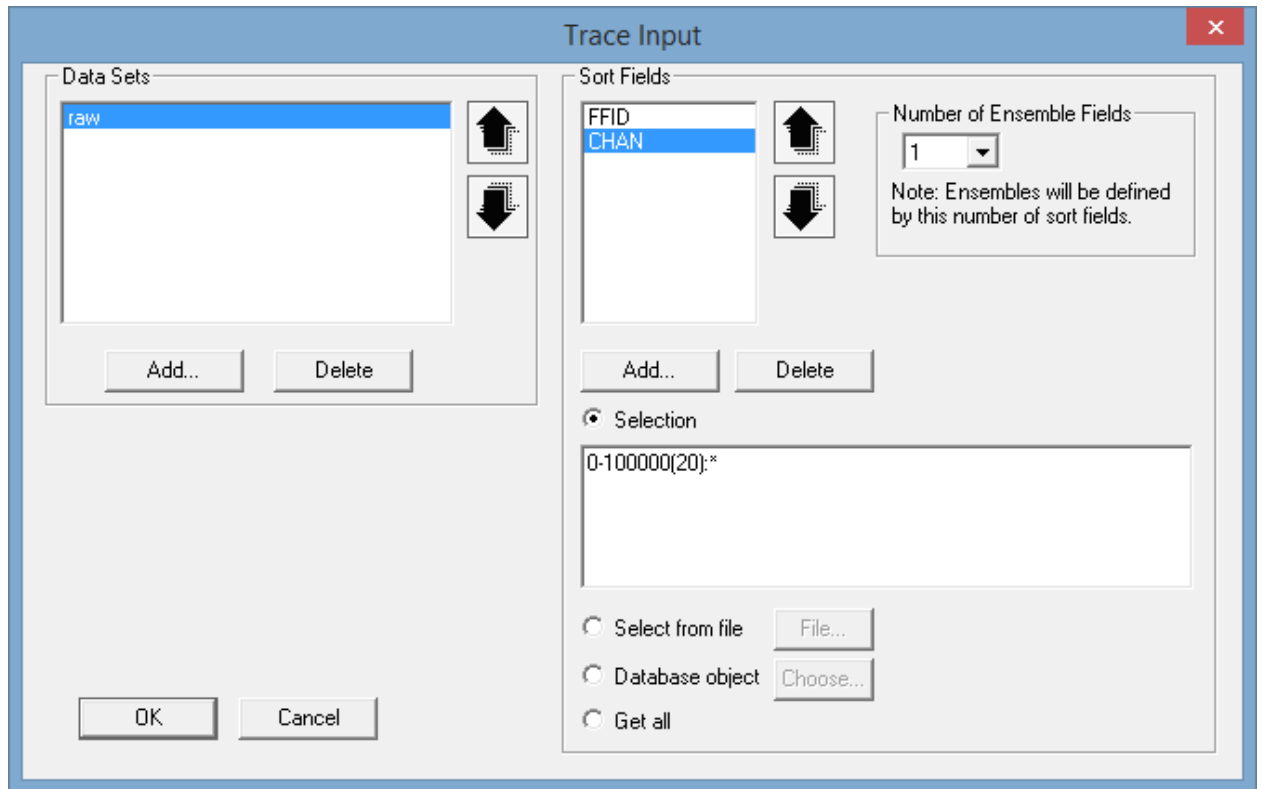 Trace Input
Data Sets
raw
Add...
Delete
Sort Fields
FFID
CHAN
Number of Ensemble Fields
1
Note: Ensembles will be defined
by this number of sort fields.
Add...
Delete
Selection
0-100000(20):*
Select from file
File...
Database object
Choose...
Get all
OK
Cancel